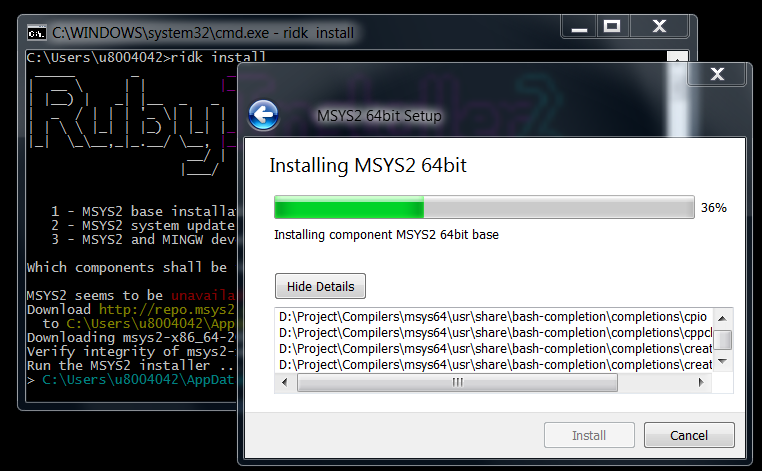 C:\WINDOWS\system32\cmd.exe - ridk install
C:\Users\u8004042>ridk install
Ruby
1 - MSYS2 base installat
2 - MSYS2 system update
3 - MSYS2 and MINGW dev
Which components shall be
MSYS2 seems to be unavaila
Download http://repo.msys2
to C:\Users\u8004042\App
Downloading msys2-x86_64-2
Verify integrity of msys2-
Run the MSYS2 installer ..
> C:\Users\u8004042\AppDat
MSYS2 64bit Setup
Installing MSYS2 64bit
36%
Installing component MSYS2 64bit base
Hide Details
D:\Project\Compilers\msys64\usr\share\bash-completion\completions\cpio
D:\Project\Compilers\msys64\usr\share\bash-completion\completions\cppc
D:\Project\Compilers\msys64\usr\share\bash-completion\completions\creat
D:\Project\Compilers\msys64\usr\share\bash-completion\completions\creat
Install
Cancel